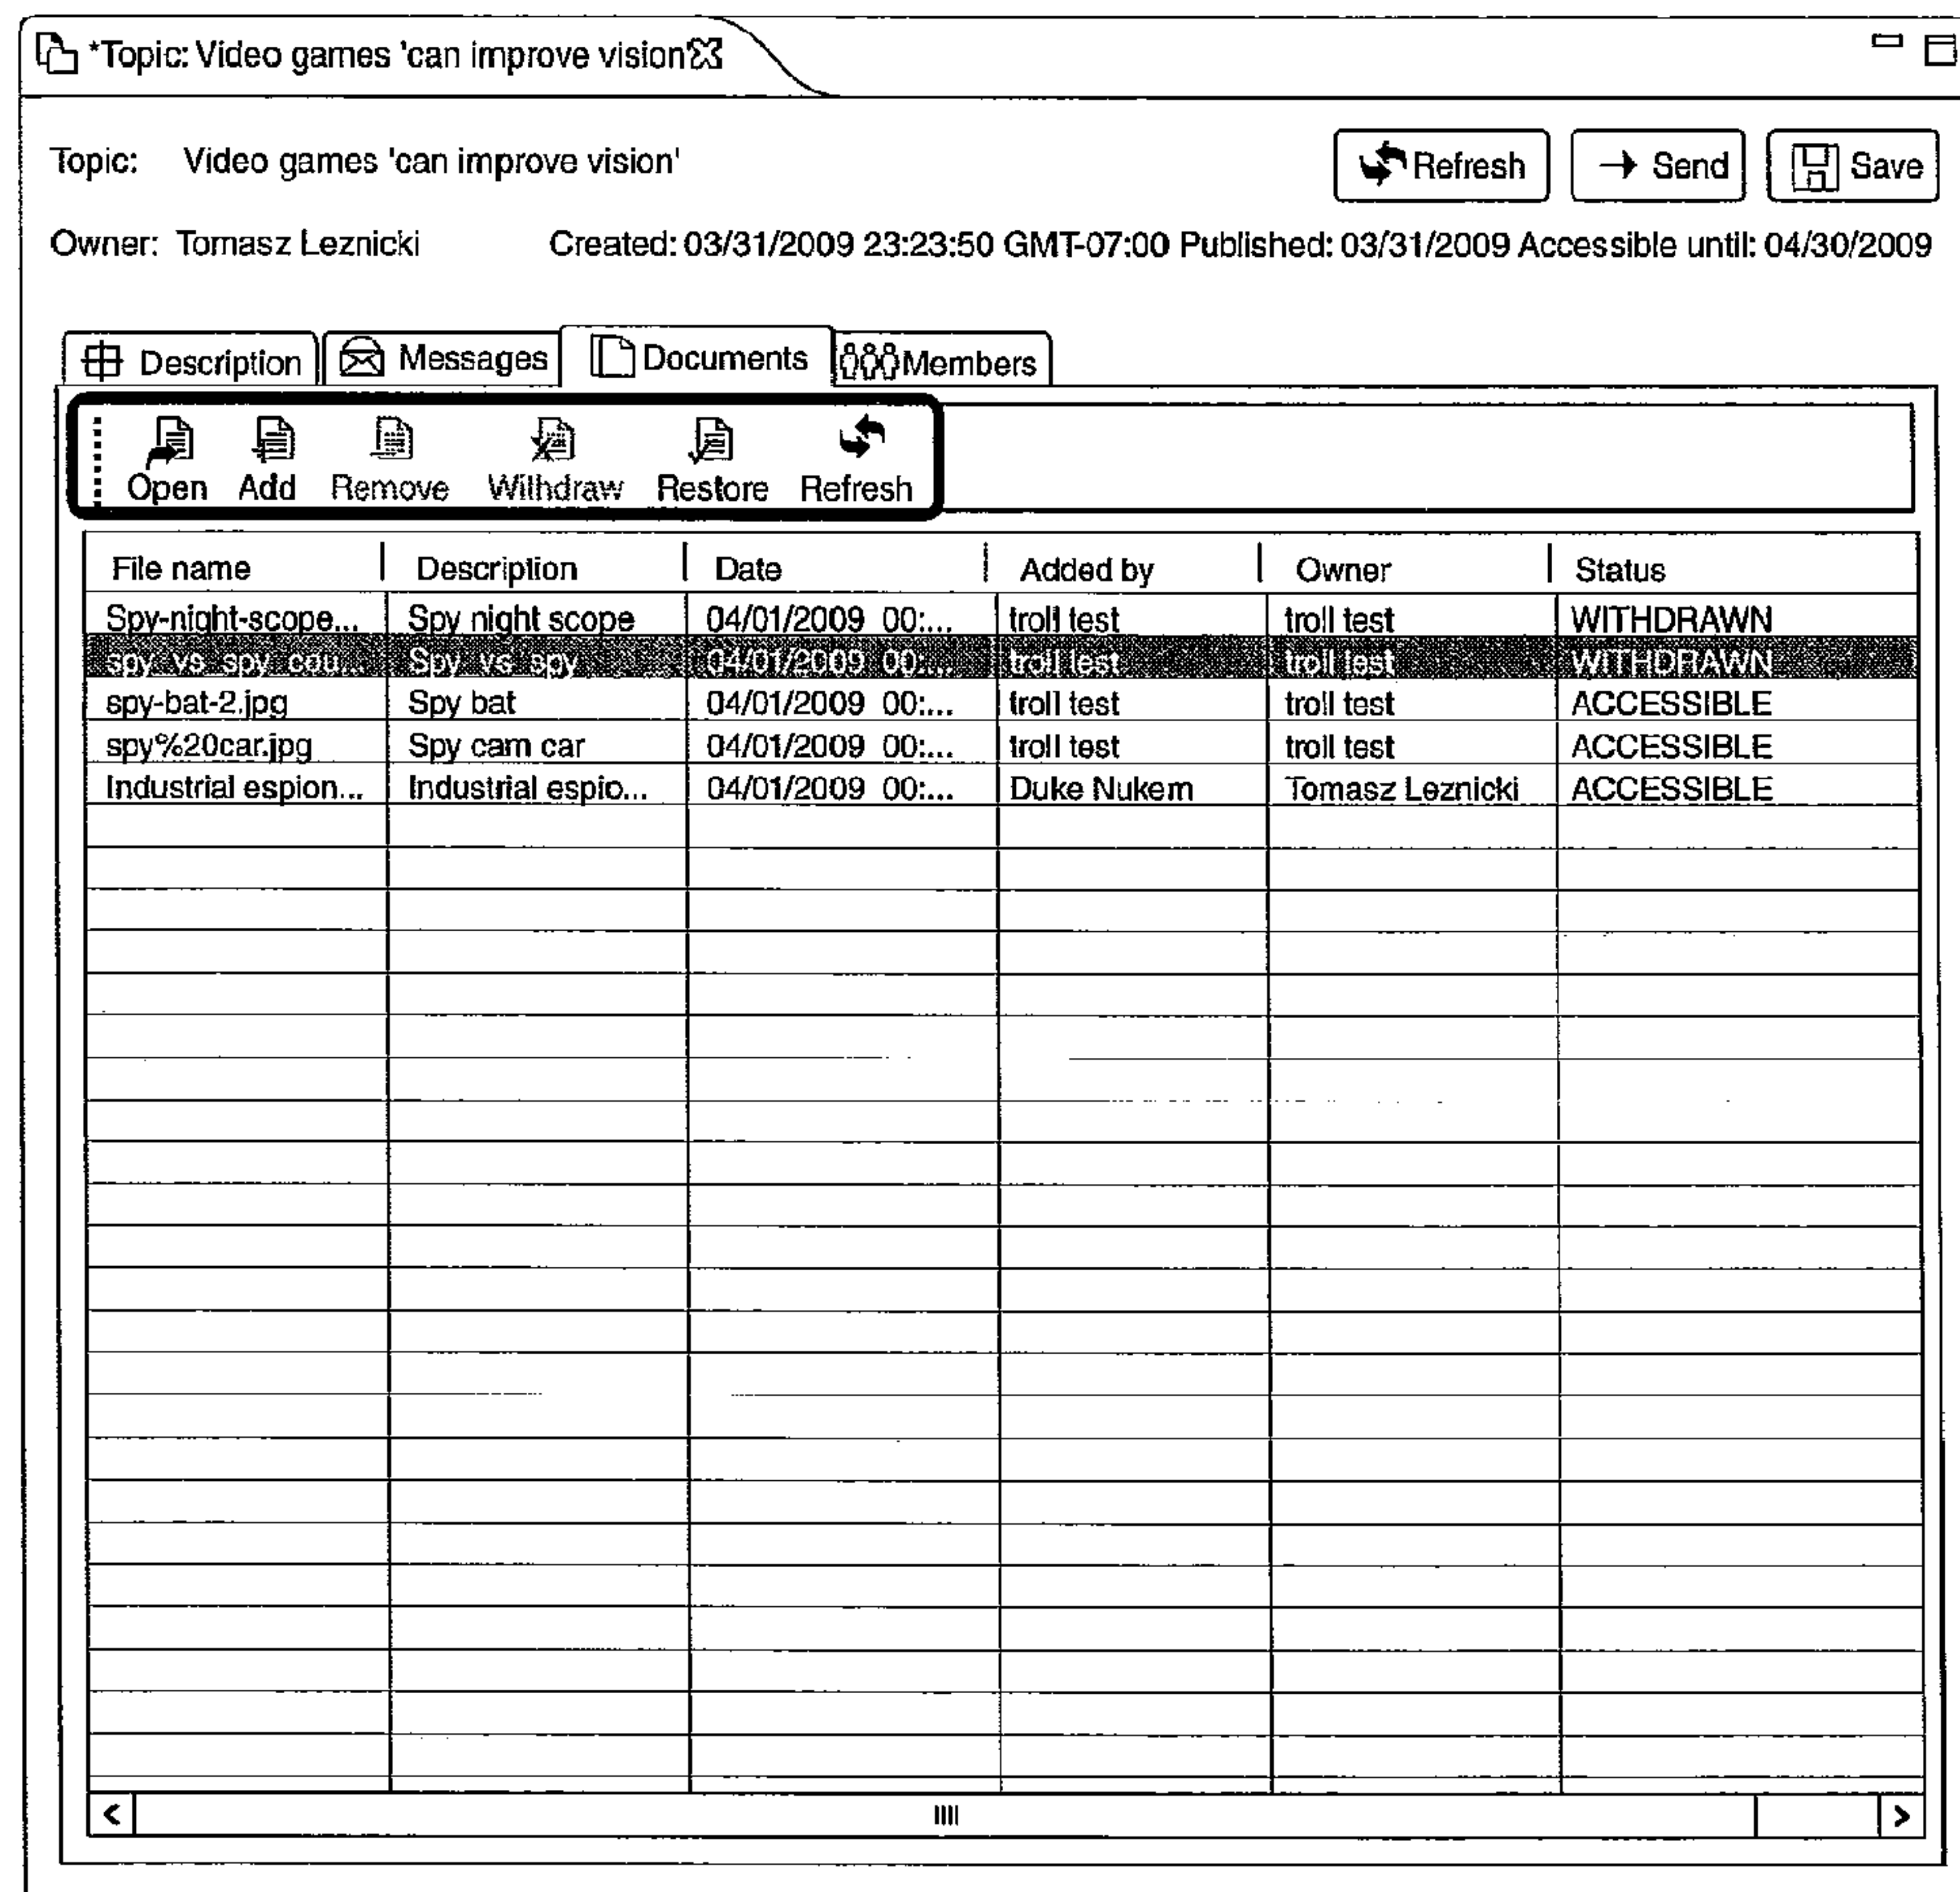 *Topic: Video games 'can improve vision'
Topic: Video games 'can improve vision' Refresh Send Save
Owner: Tomasz Leznicki Created: 03/31/2009 23:23:50 GMT-07:00 Published: 03/31/2009 Accessible until: 04/30/2009
Description Messages Documents Members
Open Add Remove Withdraw Restore Refresh
File name Description Date Added by Owner Status
Spy-night-scope... Spy night scope 04/01/2009 00:... troll test troll test WITHDRAWN
spy_vs_spy_cou... Spy vs spy 04/01/2009 00:... troll test troll test WITHDRAWN
spy-bat-2.jpg Spy bat 04/01/2009 00:... troll test troll test ACCESSIBLE
spy%20car.jpg Spy cam car 04/01/2009 00:... troll test troll test ACCESSIBLE
Industrial espion... Industrial espio... 04/01/2009 00:... Duke Nukem Tomasz Leznicki ACCESSIBLE